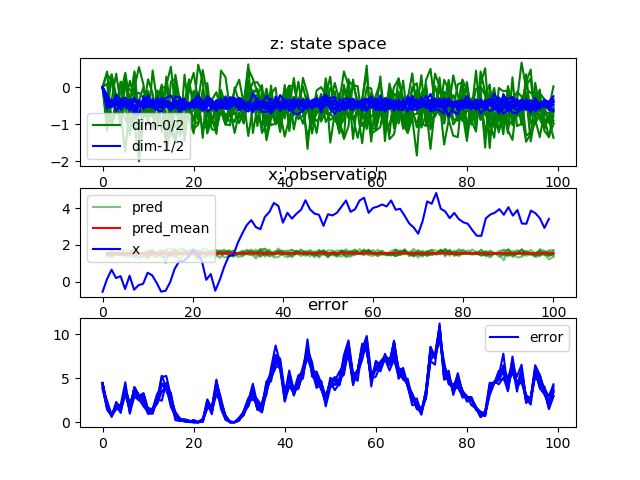 z: state space
0
−1
−2
dim-0/2
dim-1/2
0 20 40 60 80 100
x: observation
4
2
0
pred
pred_mean
x
0 20 40 60 80 100
error
10
5
0
error
0 20 40 60 80 100